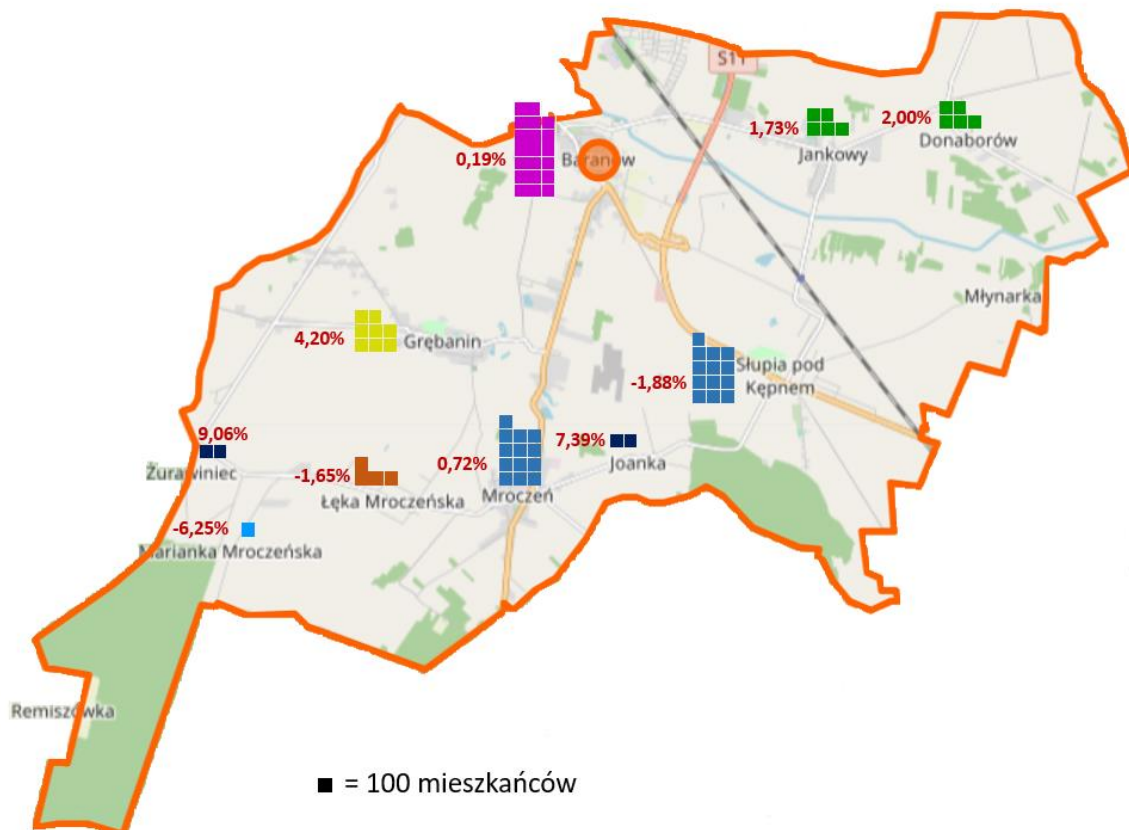 S11
2,00%
1,73%
Donaborów
Jankowy
0,19%
Baranów
Młynarka
4,20%
Grębanin
Słupia pod
Kępnem
-1,88%
9,06%
7,39%
0,72%
Joanka
Żurawiniec
-1,65%
Łęka Mroczeńska
Mroczeń
-6,25%
Marianka Mroczeńska
Remiszówka
= 100 mieszkańców